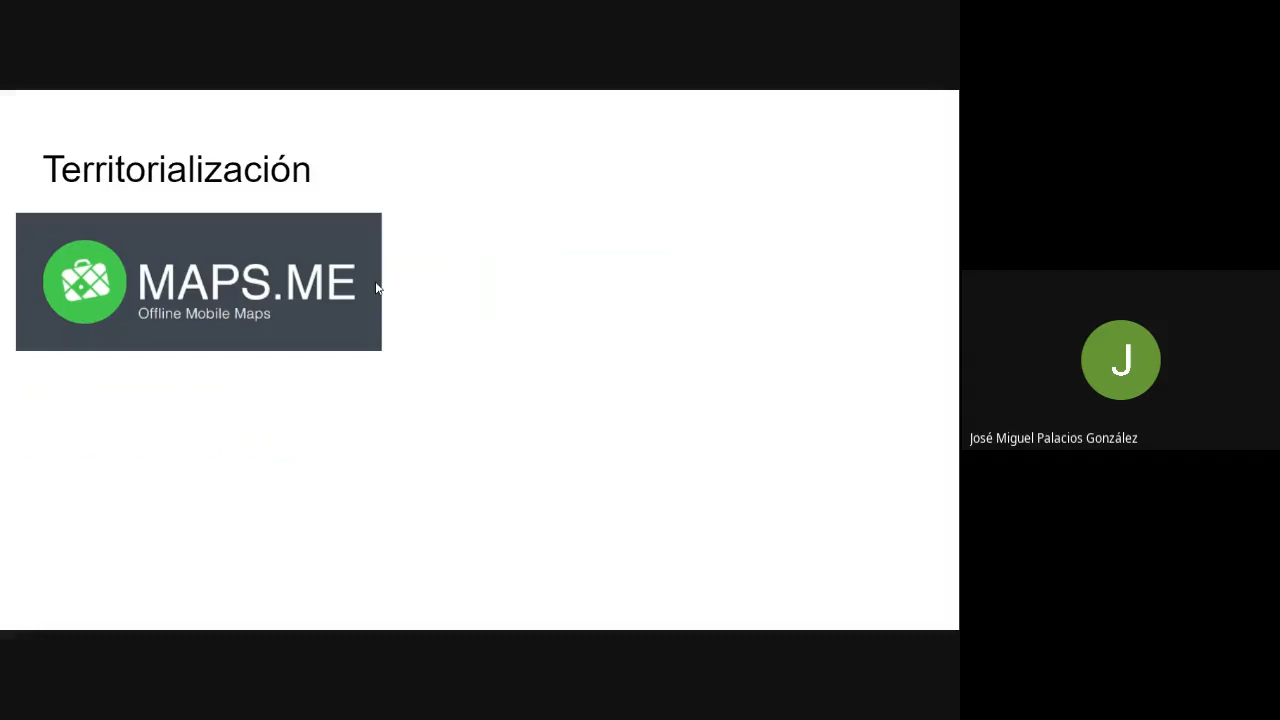 Territorialización
MAPS.ME
Offline Mobile Maps
J
José Miguel Palacios González